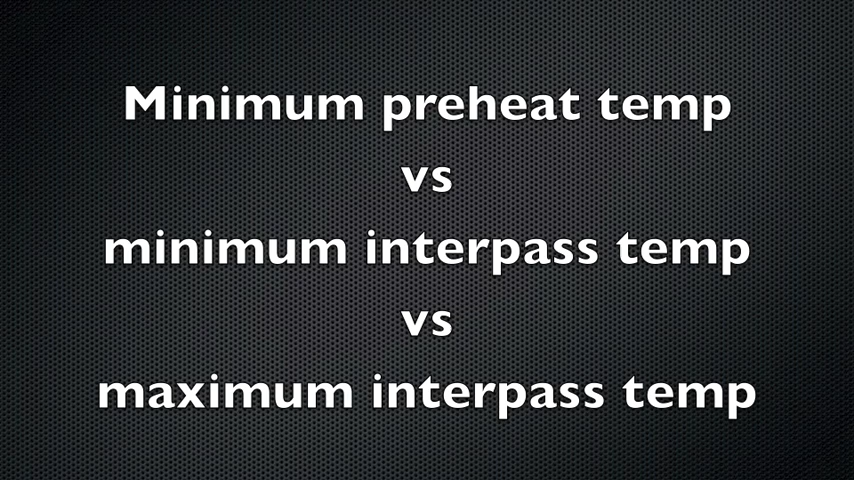 Minimum preheat temp
vs
minimum interpass temp
vs
maximum interpass temp